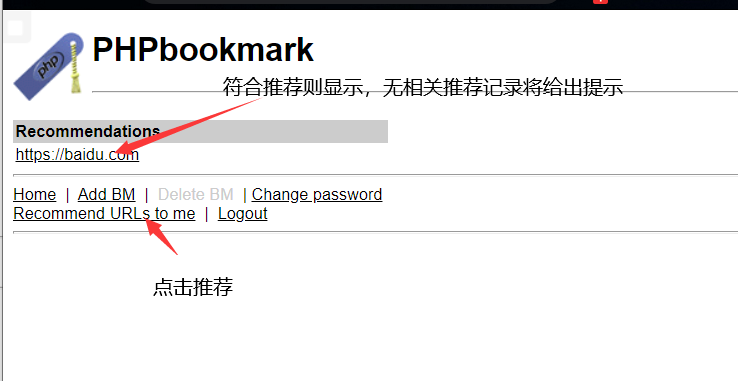 php
PHPbookmark
符合推荐则显示，无相关推荐记录将给出提示
Recommendations
https://baidu.com
Home | Add BM | Delete BM | Change password
Recommend URLs to me | Logout
点击推荐